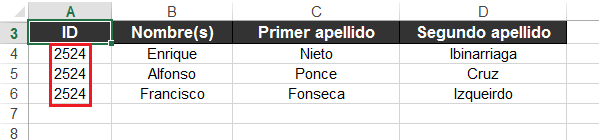 A B C D
3 ID Nombre(s) Primer apellido Segundo apellido
4 2524 Enrique Nieto Ibinarriaga
5 2524 Alfonso Ponce Cruz
6 2524 Francisco Fonseca Izqueirdo
7
8